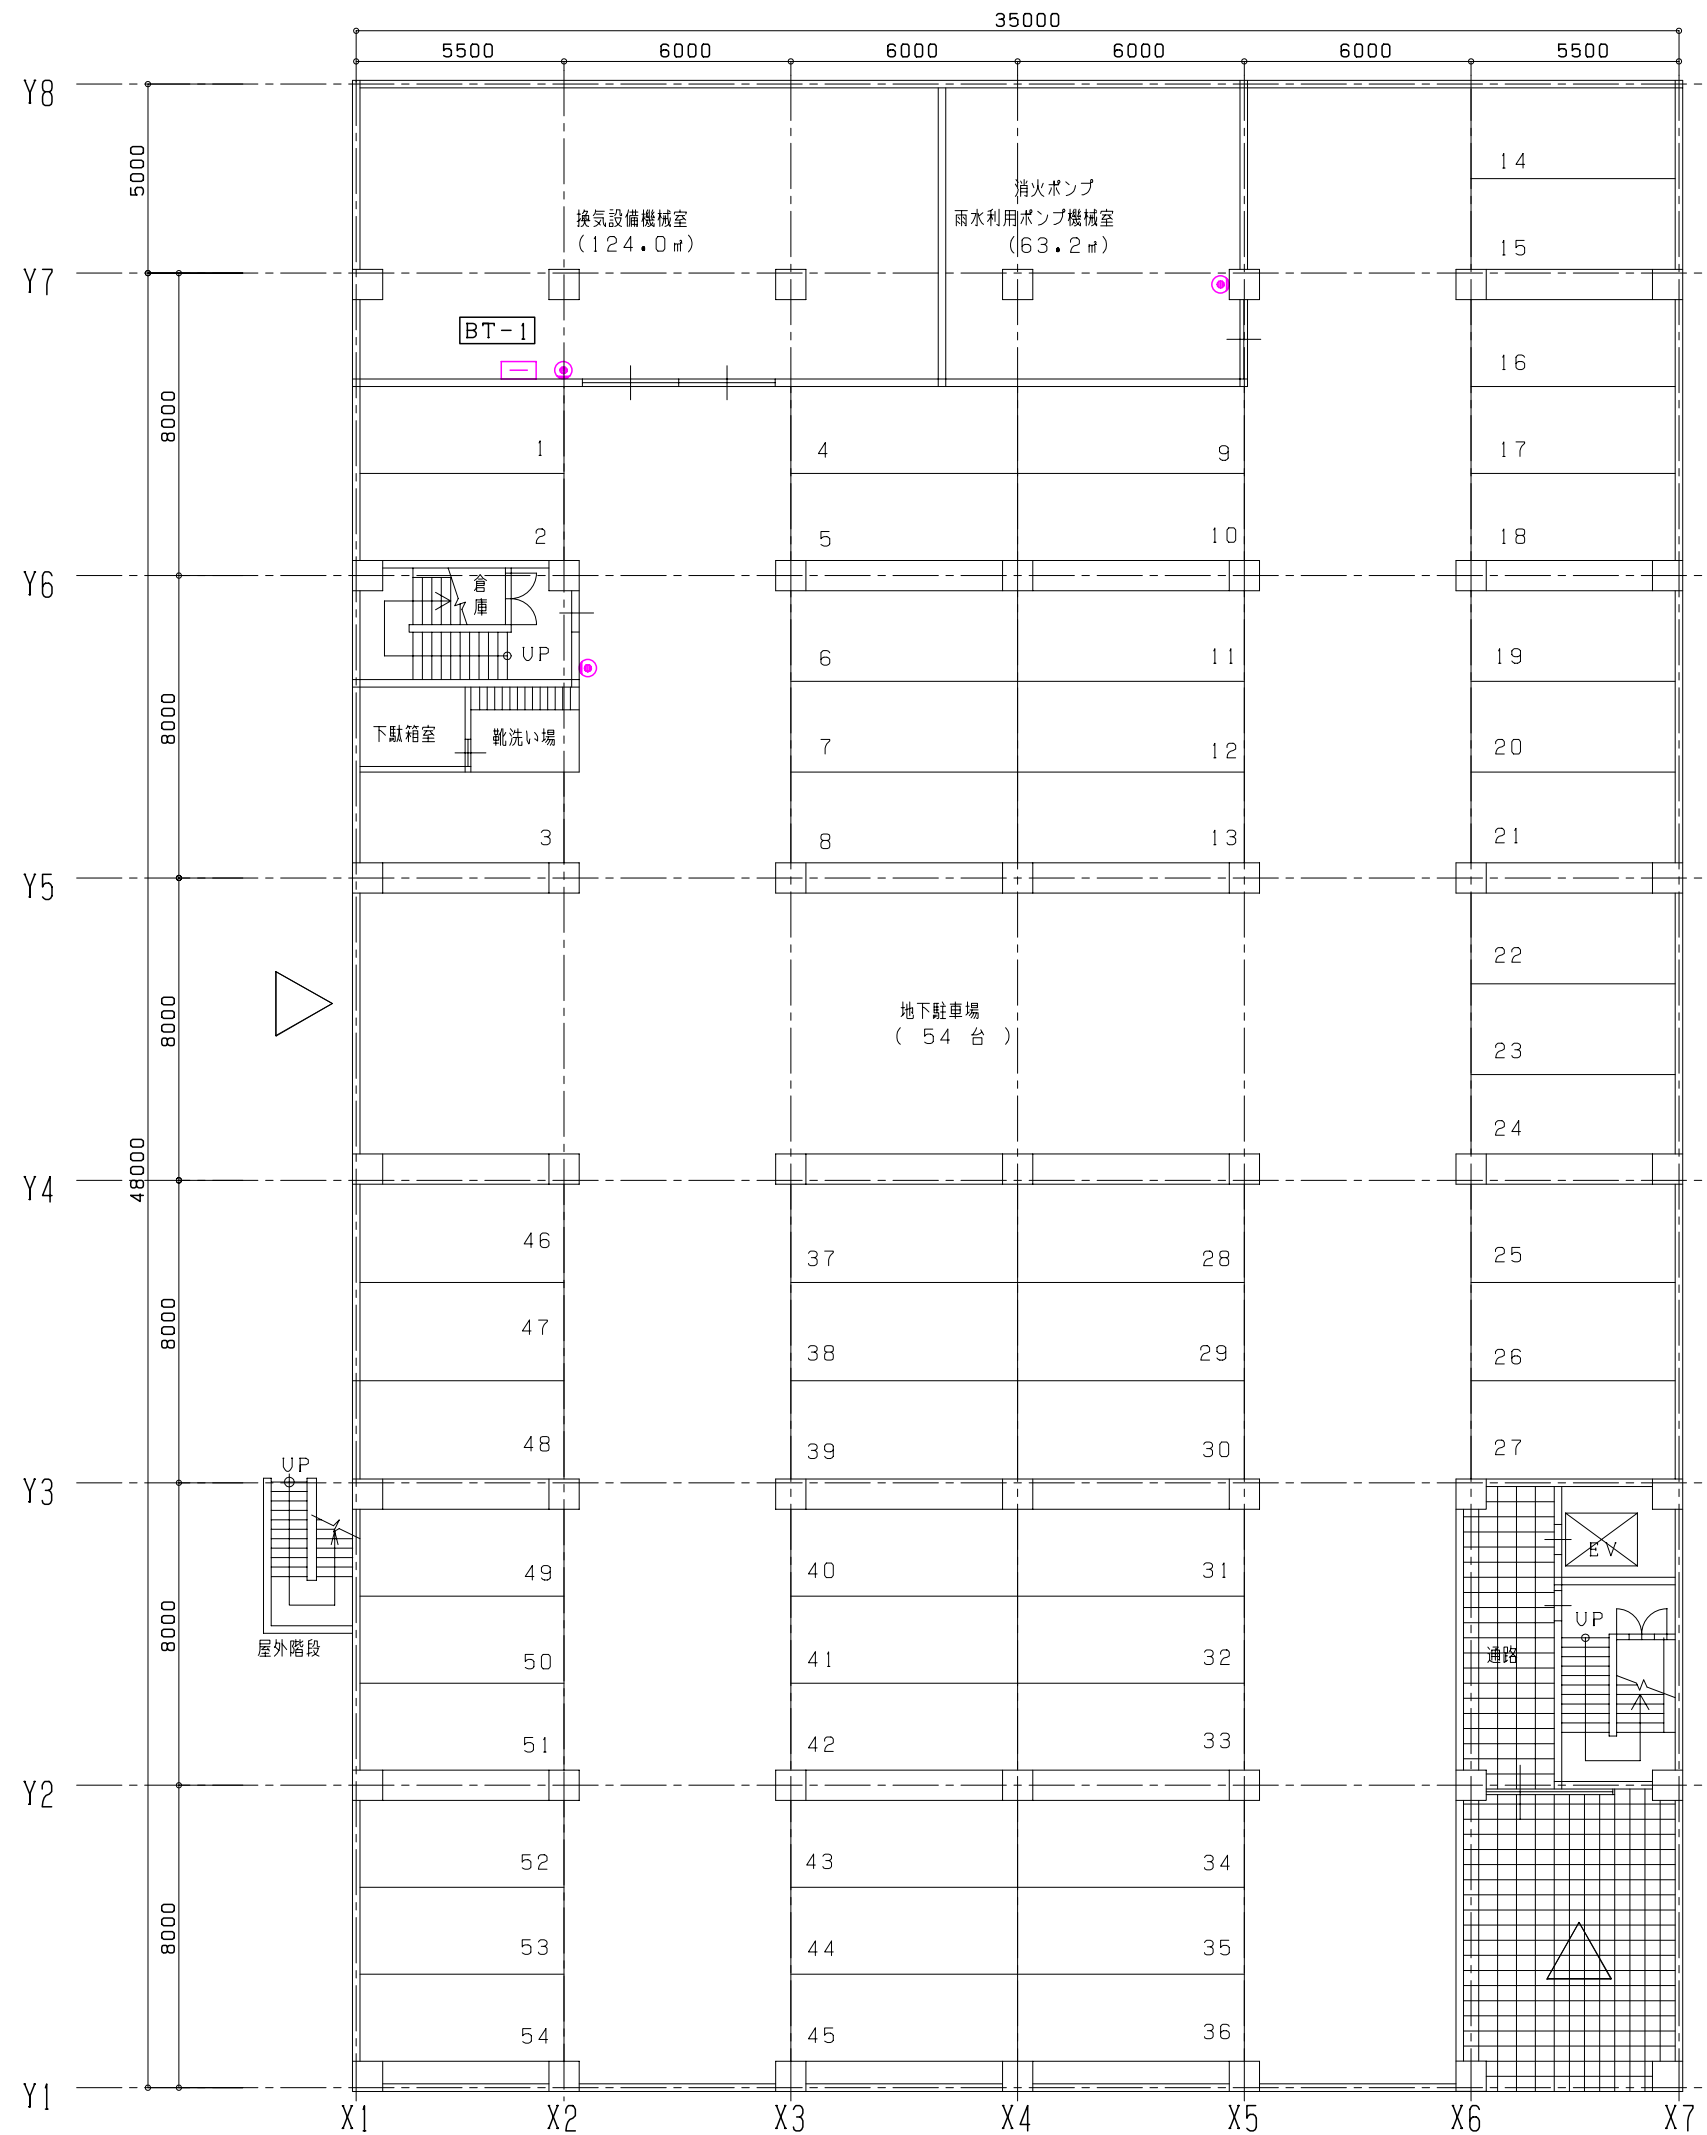 35000
5500 6000 6000 6000 6000 5500
Y8
5000
14
消火ポンプ
換気設備機械室
雨水利用ポンプ機械室
(124.0㎡)
(63.2㎡)
15
Y7
BT-1
16
8000
1 4 9 17
2 5 10 18
Y6
倉
庫
UP
6 11 19
8000
下駄箱室
靴洗い場
7 12 20
3 8 13 21
Y5
22
8000
地下駐車場
( 54 台 )
23
24
48000
Y4
46 37 28 25
8000
47 38 29 26
48 39 30 27
UP
Y3
EV
49 40 31
8000
UP
屋外階段
通路
50 41 32
51 42 33
Y2
52 43 34
8000
53 44 35
54 45 36
Y1
X1 X2 X3 X4 X5 X6 X7